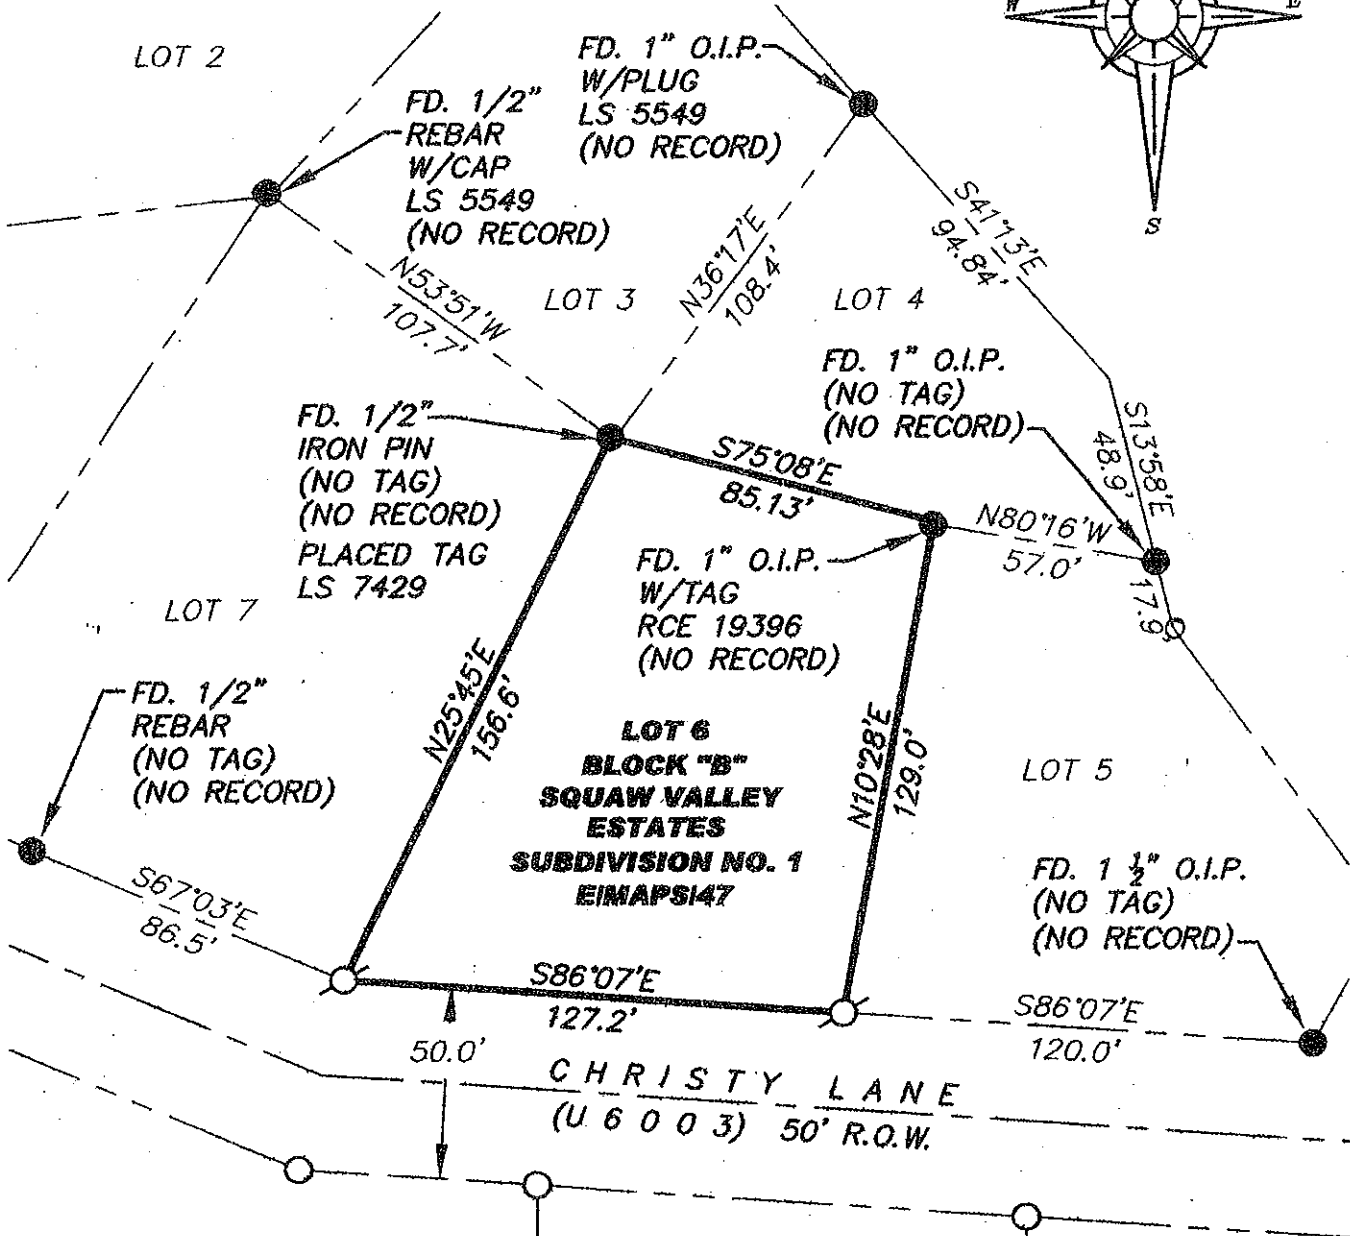 W
E
S
LOT 2
FD. 1/2"
REBAR
W/CAP
LS 5549
(NO RECORD)
FD. 1" O.I.P.
W/PLUG
LS 5549
(NO RECORD)
S41°13'E
94.84'
N53°51'W
107.7'
LOT 3
N36°17'E
108.4'
LOT 4
FD. 1" O.I.P.
(NO TAG)
(NO RECORD)
S13°58'E
48.9'
FD. 1/2"
IRON PIN
(NO TAG)
(NO RECORD)
PLACED TAG
LS 7429
S75°08'E
85.13'
N80°16'W
57.0'
17.9'
FD. 1" O.I.P.
W/TAG
RCE 19396
(NO RECORD)
LOT 7
FD. 1/2"
REBAR
(NO TAG)
(NO RECORD)
N25°45'E
156.6'
LOT 6
BLOCK "B"
SQUAW VALLEY
ESTATES
SUBDIVISION NO. 1
E|MAPS|47
N10°28'E
129.0'
LOT 5
FD. 1 1/2" O.I.P.
(NO TAG)
(NO RECORD)
S67°03'E
86.5'
S86°07'E
127.2'
S86°07'E
120.0'
50.0'
CHRISTY LANE
(U 6 0 0 3) 50' R.O.W.